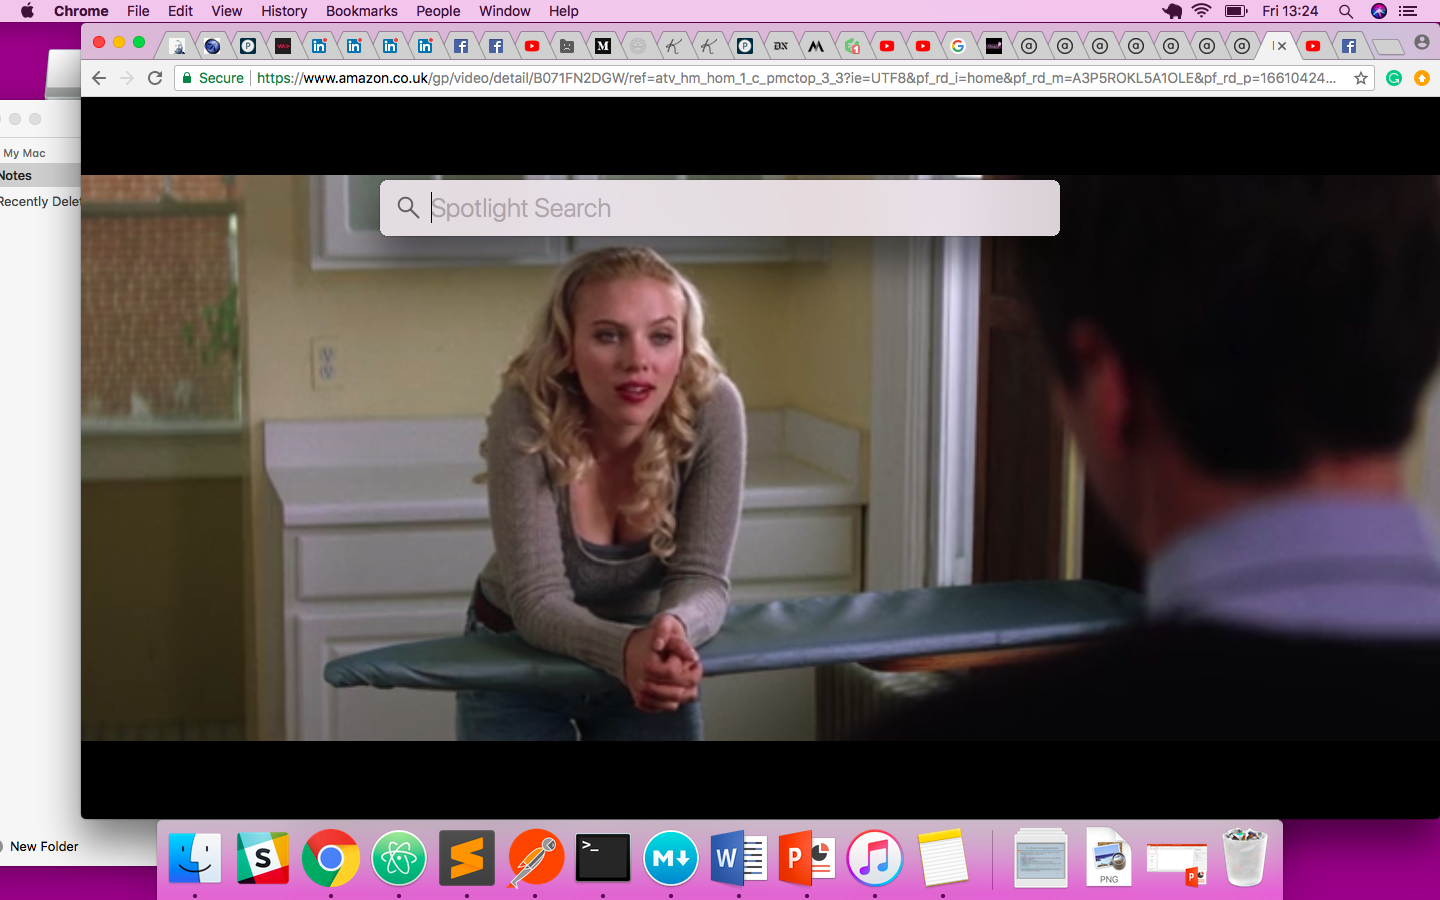 Chrome File Edit View History Bookmarks People Window Help Fri 13:24
Secure https://www.amazon.co.uk/gp/video/detail/B071FN2DGW/ref=atv_hm_hom_1_c_pmctop_3_3?ie=UTF8&pf_rd_i=home&pf_rd_m=A3P5ROKL5A1OLE&pf_rd_p=16610424...
My Mac
Notes
Recently Dele
Spotlight Search
New Folder
S
>_
M
W
P
PNG
P